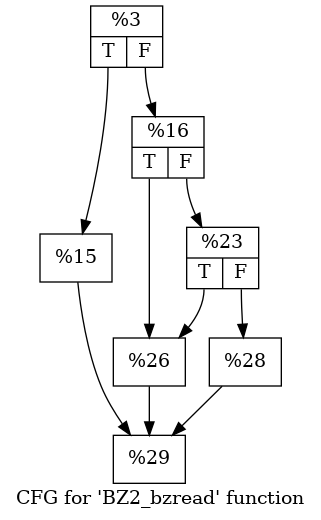 %3
T F
%16
T F
%23
T F
%15
%26
%28
%29
CFG for 'BZ2_bzread' function